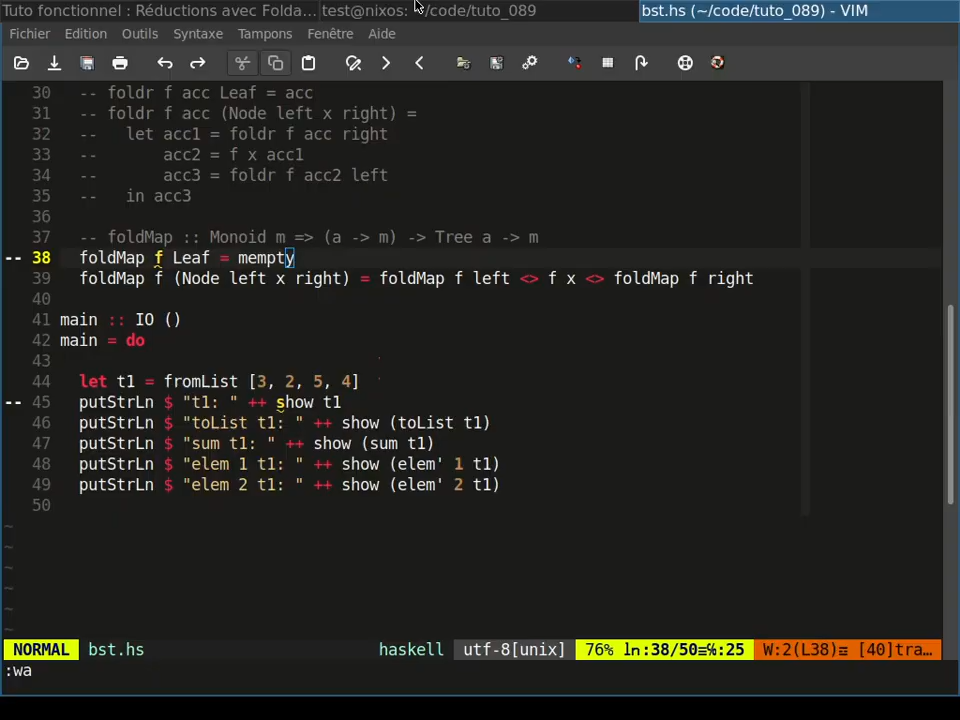 Tuto fonctionnel : Réductions avec Folda... test@nixos: ~/code/tuto_089 bst.hs (~/code/tuto_089) - VIM
Fichier Edition Outils Syntaxe Tampons Fenêtre Aide
30 -- foldr f acc Leaf = acc
31 -- foldr f acc (Node left x right) =
32 --   let acc1 = foldr f acc right
33 --       acc2 = f x acc1
34 --       acc3 = foldr f acc2 left
35 --   in acc3
36
37 -- foldMap :: Monoid m => (a -> m) -> Tree a -> m
-- 38 foldMap f Leaf = mempty
39 foldMap f (Node left x right) = foldMap f left <> f x <> foldMap f right
40
41 main :: IO ()
42 main = do
43
44 let t1 = fromList [3, 2, 5, 4]
-- 45 putStrLn $ "t1: " ++ show t1
46 putStrLn $ "toList t1: " ++ show (toList t1)
47 putStrLn $ "sum t1: " ++ show (sum t1)
48 putStrLn $ "elem 1 t1: " ++ show (elem' 1 t1)
49 putStrLn $ "elem 2 t1: " ++ show (elem' 2 t1)
50
~
~
~
~
~
~
NORMAL bst.hs haskell utf-8[unix] 76% ln:38/50≡℅:25 W:2(L38)≡ [40]tra…
:wa